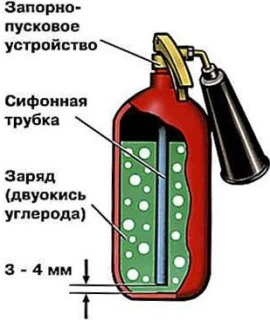 Запорно-
пусковое
устройство
Сифонная
трубка
Заряд
(двуокись
углерода)
3 - 4 мм